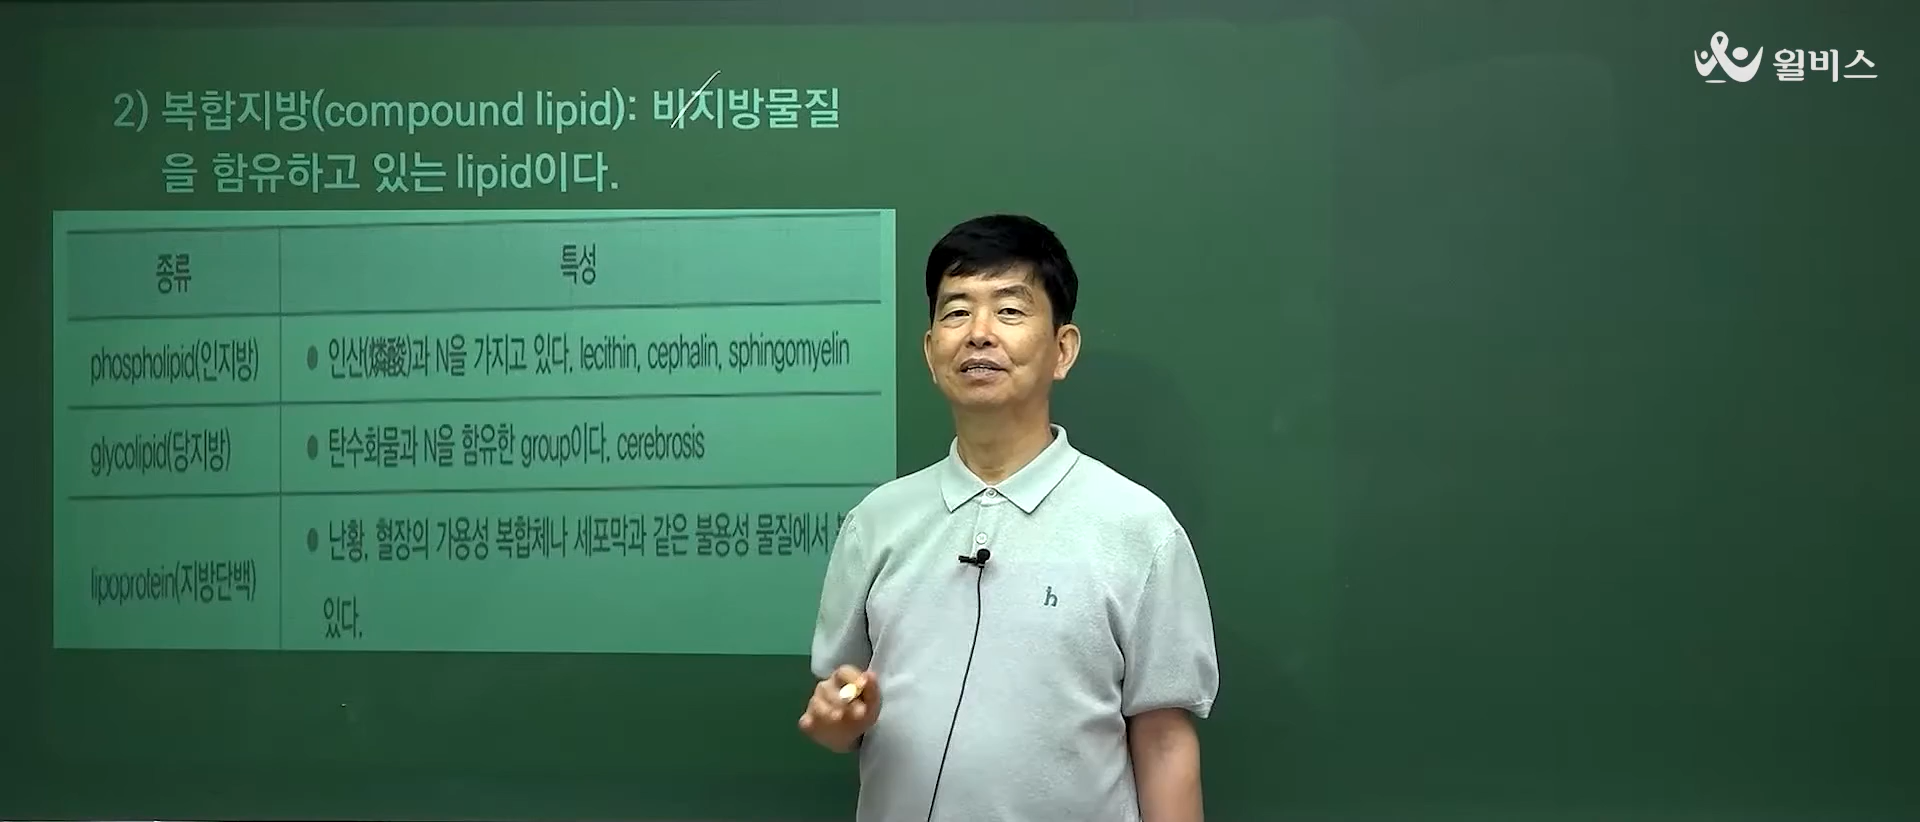 윌비스
2) 복합지방(compound lipid): 비지방물질
을 함유하고 있는 lipid이다.
종류 특성
phospholipid(인지방) ● 인산(燐酸)과 N을 가지고 있다. lecithin, cephalin, sphingomyelin
glycolipid(당지방) ● 탄수화물과 N을 함유한 group이다. cerebrosis
lipoprotein(지방단백) ● 난황, 혈장의 가용성 복합체나 세포막과 같은 불용성 물질에서
있다.
h